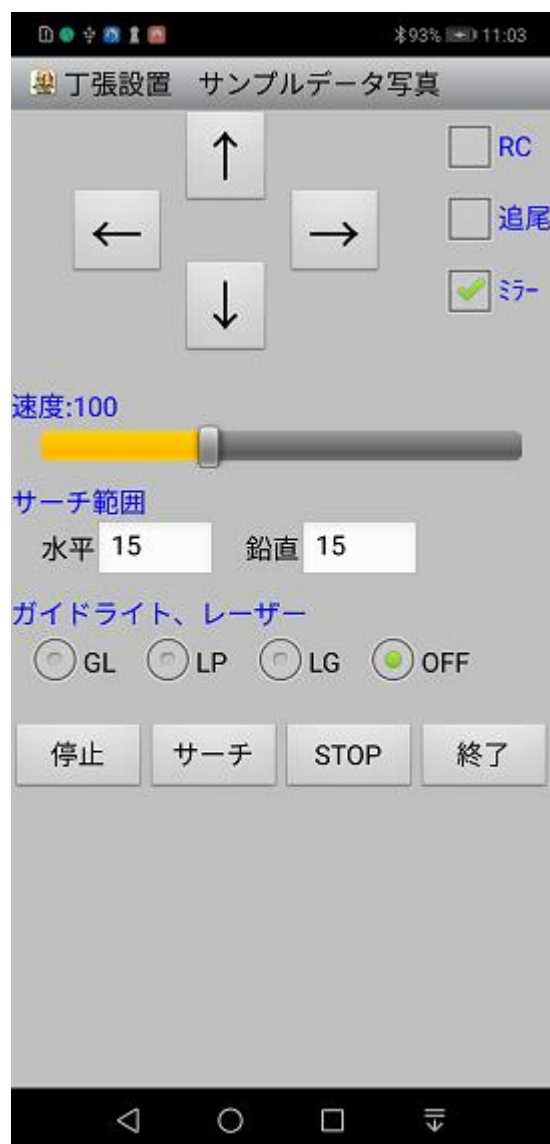 93% 11:03
丁張設置 サンプルデータ写真
↑
RC
← →
追尾
↓
ﾐﾗｰ
速度:100
サーチ範囲
水平 15 鉛直 15
ガイドライト、レーザー
GL LP LG OFF
停止 サーチ STOP 終了